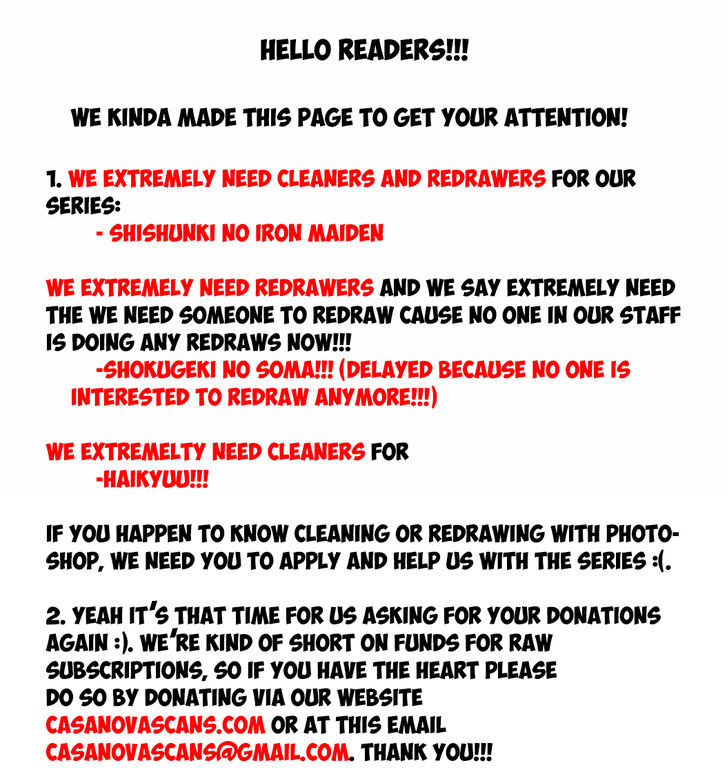 HELLO READERS!!!
WE KINDA MADE THIS PAGE TO GET YOUR ATTENTION!
1. WE EXTREMELY NEED CLEANERS AND REDRAWERS FOR OUR
SERIES:
- SHISHUNKI NO IRON MAIDEN
WE EXTREMELY NEED REDRAWERS AND WE SAY EXTREMELY NEED
THE WE NEED SOMEONE TO REDRAW CAUSE NO ONE IN OUR STAFF
IS DOING ANY REDRAWS NOW!!!
-SHOKUGEKI NO SOMA!!! (DELAYED BECAUSE NO ONE IS
INTERESTED TO REDRAW ANYMORE!!!)
WE EXTREMELTY NEED CLEANERS FOR
-HAIKYUU!!!
IF YOU HAPPEN TO KNOW CLEANING OR REDRAWING WITH PHOTO-
SHOP, WE NEED YOU TO APPLY AND HELP US WITH THE SERIES :(.
2. YEAH IT'S THAT TIME FOR US ASKING FOR YOUR DONATIONS
AGAIN :). WE'RE KIND OF SHORT ON FUNDS FOR RAW
SUBSCRIPTIONS, SO IF YOU HAVE THE HEART PLEASE
DO SO BY DONATING VIA OUR WEBSITE
CASANOVASCANS.COM OR AT THIS EMAIL
CASANOVASCANS@GMAIL.COM. THANK YOU!!!